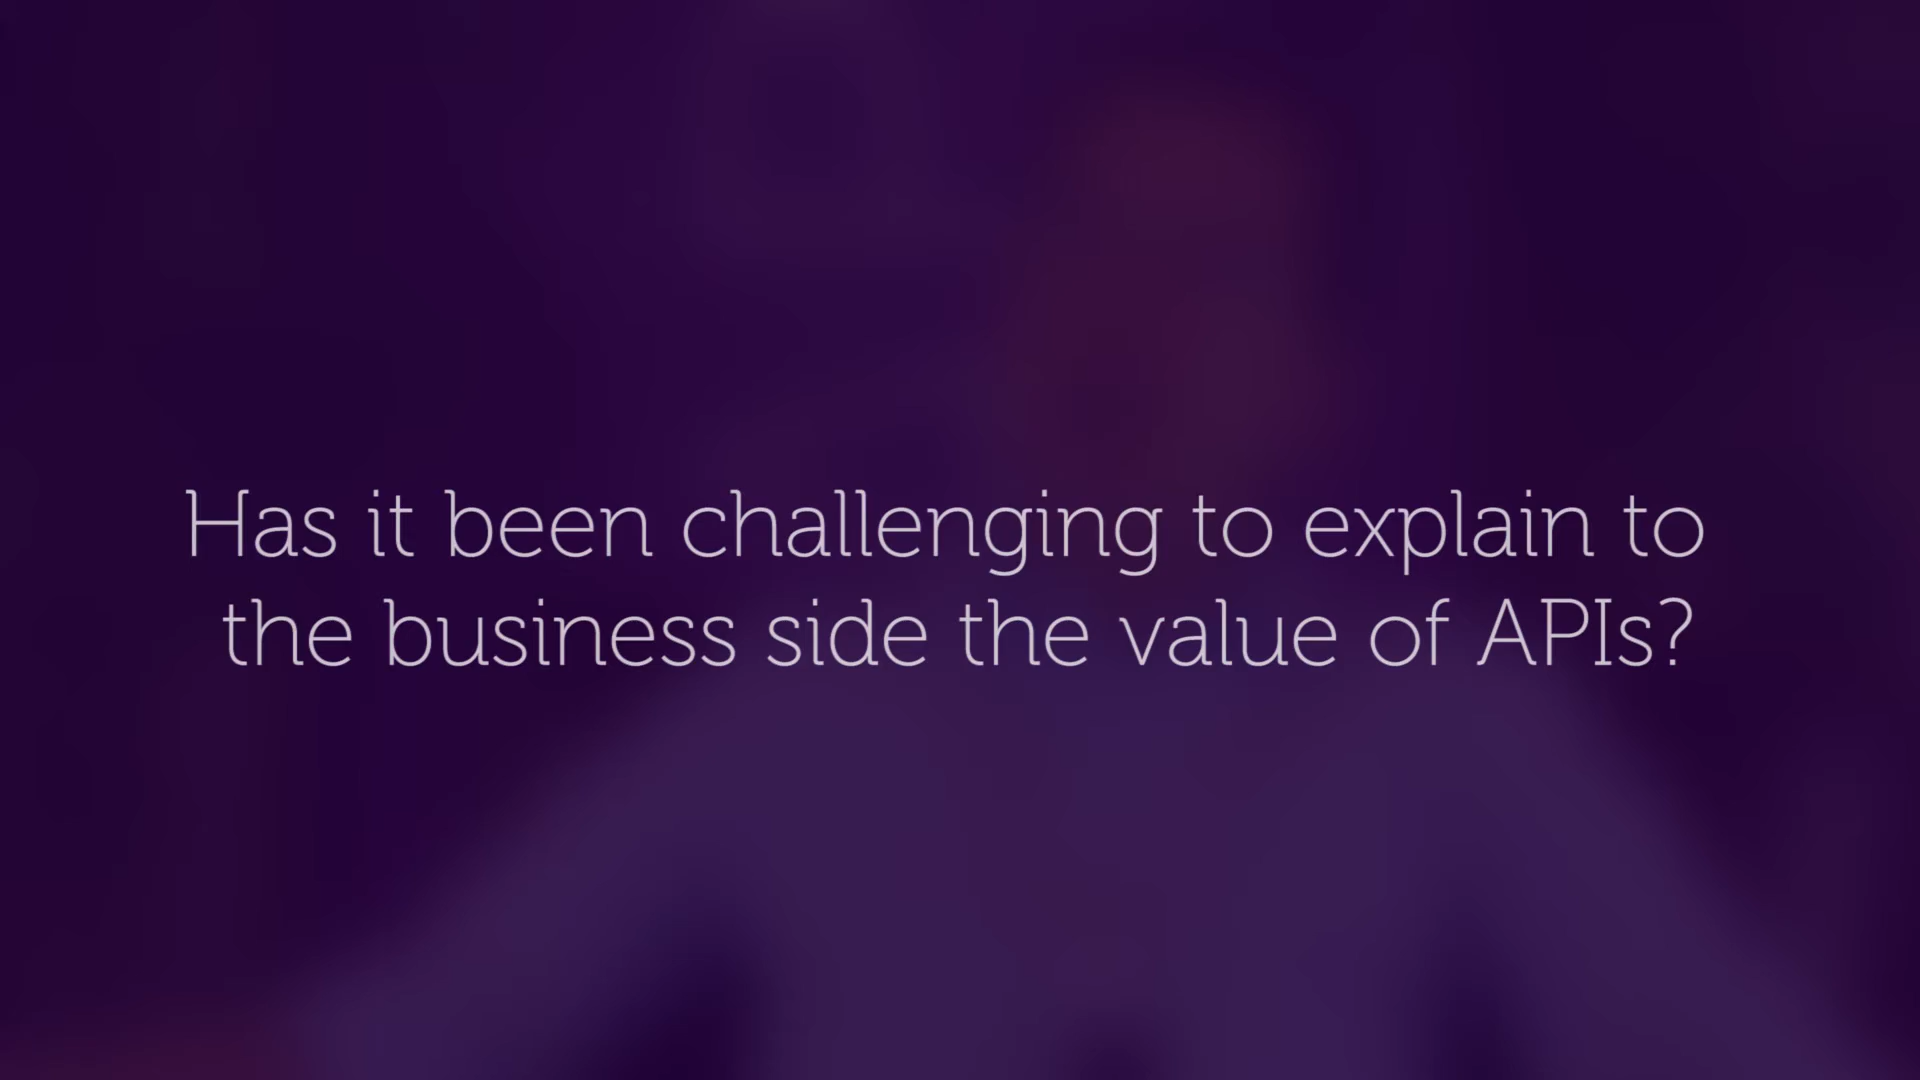 Has it been challenging to explain to
the business side the value of APIs?